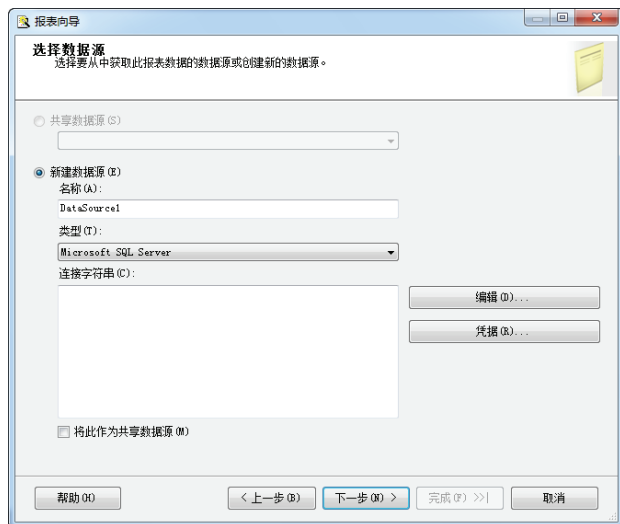 报表向导
选择数据源
选择要从中获取此报表数据的数据源或创建新的数据源。
共享数据源(S)
新建数据源(E)
名称(A):
DataSource1
类型(T):
Microsoft SQL Server
连接字符串(C):
编辑(D)...
凭据(R)...
将此作为共享数据源(M)
帮助(H)
< 上一步(B)
下一步(N) >
完成(F) >>|
取消